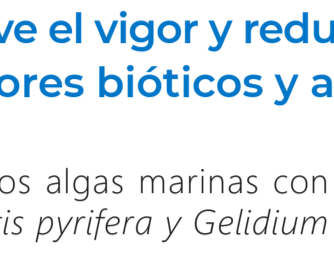 ve el vigor y redu
ores bióticos y a
os algas marinas con
is pyrifera y Gelidium